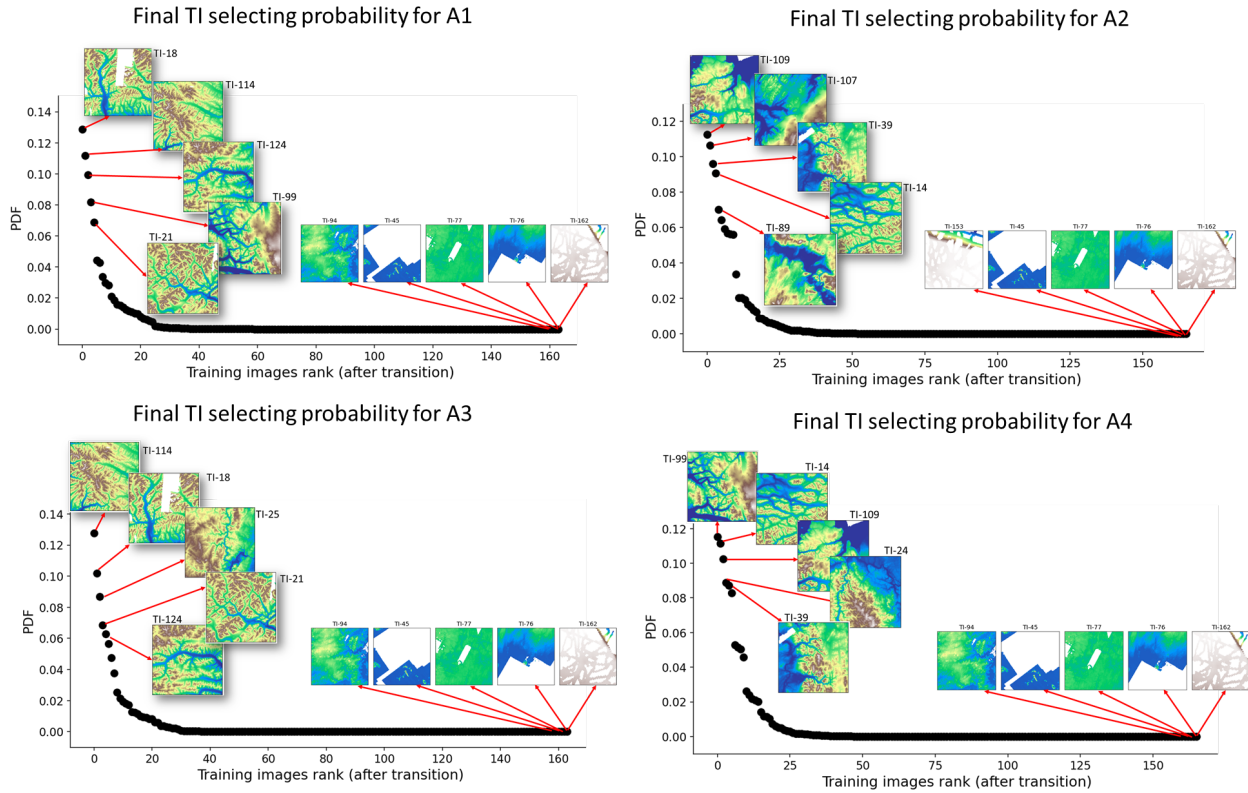 Final TI selecting probability for A1
TI-18
TI-114
TI-124
TI-99
TI-21
TI-94
TI-45
TI-77
TI-76
TI-162
PDF
0.14
0.12
0.10
0.08
0.06
0.04
0.02
0.00
0
20
40
60
80
100
120
140
160
Training images rank (after transition)
Final TI selecting probability for A2
TI-109
TI-107
TI-39
TI-14
TI-89
TI-153
TI-45
TI-77
TI-76
TI-162
PDF
0.12
0.10
0.08
0.06
0.04
0.02
0.00
0
25
50
75
100
125
150
Training images rank (after transition)
Final TI selecting probability for A3
TI-114
TI-18
TI-25
TI-21
TI-124
TI-94
TI-45
TI-77
TI-76
TI-162
PDF
0.14
0.12
0.10
0.08
0.06
0.04
0.02
0.00
0
20
40
60
80
100
120
140
160
Training images rank (after transition)
Final TI selecting probability for A4
TI-99
TI-14
TI-109
TI-24
TI-39
TI-94
TI-45
TI-77
TI-76
TI-162
PDF
0.12
0.10
0.08
0.06
0.04
0.02
0.00
0
25
50
75
100
125
150
Training images rank (after transition)